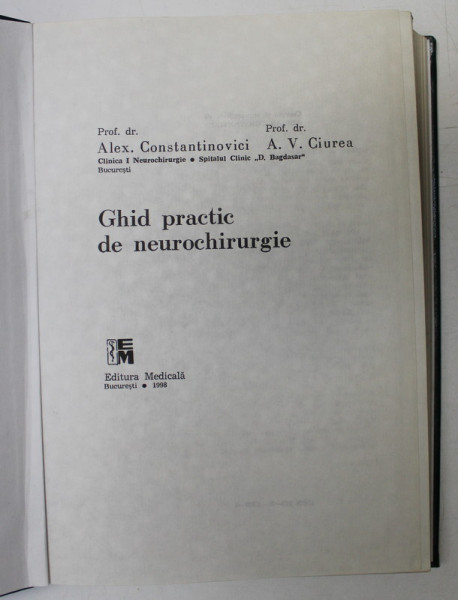 Prof. dr. Prof. dr.
Alex. Constantinovici A. V. Ciurea
Clinica I Neurochirurgie • Spitalul Clinic „D. Bagdasar“
București
Ghid practic
de neurochirurgie
EM
Editura Medicală
București • 1998